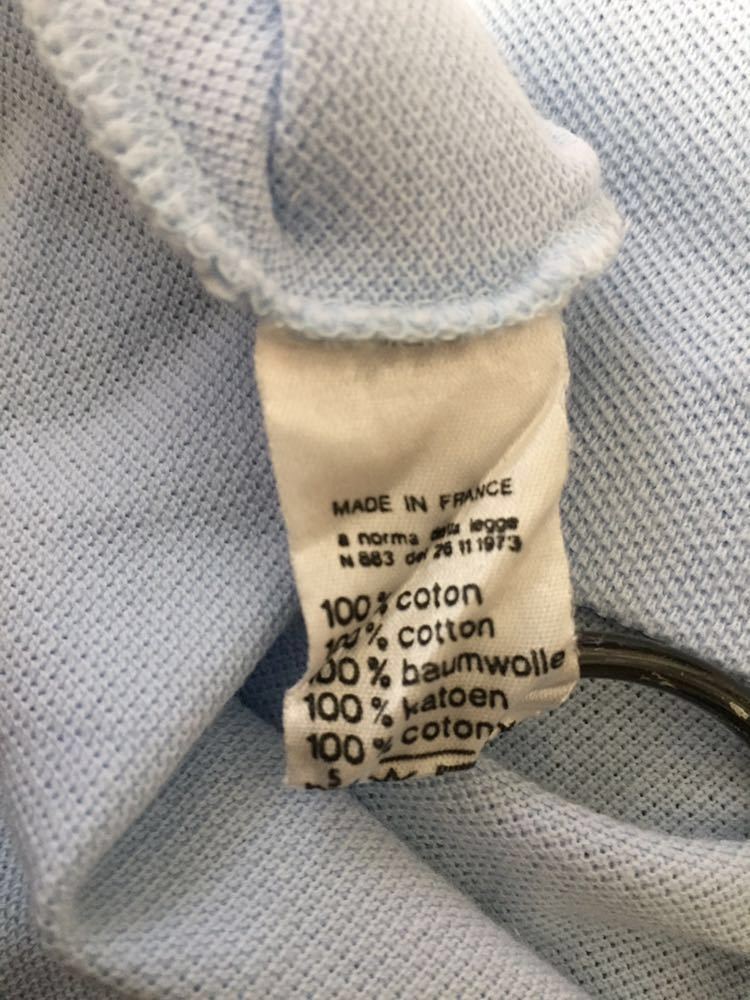 MADE IN FRANCE
a norma della legge
N 883 del 26 11 1973
100% coton
100% cotton
100% baumwolle
100% katoen
100% coton
S